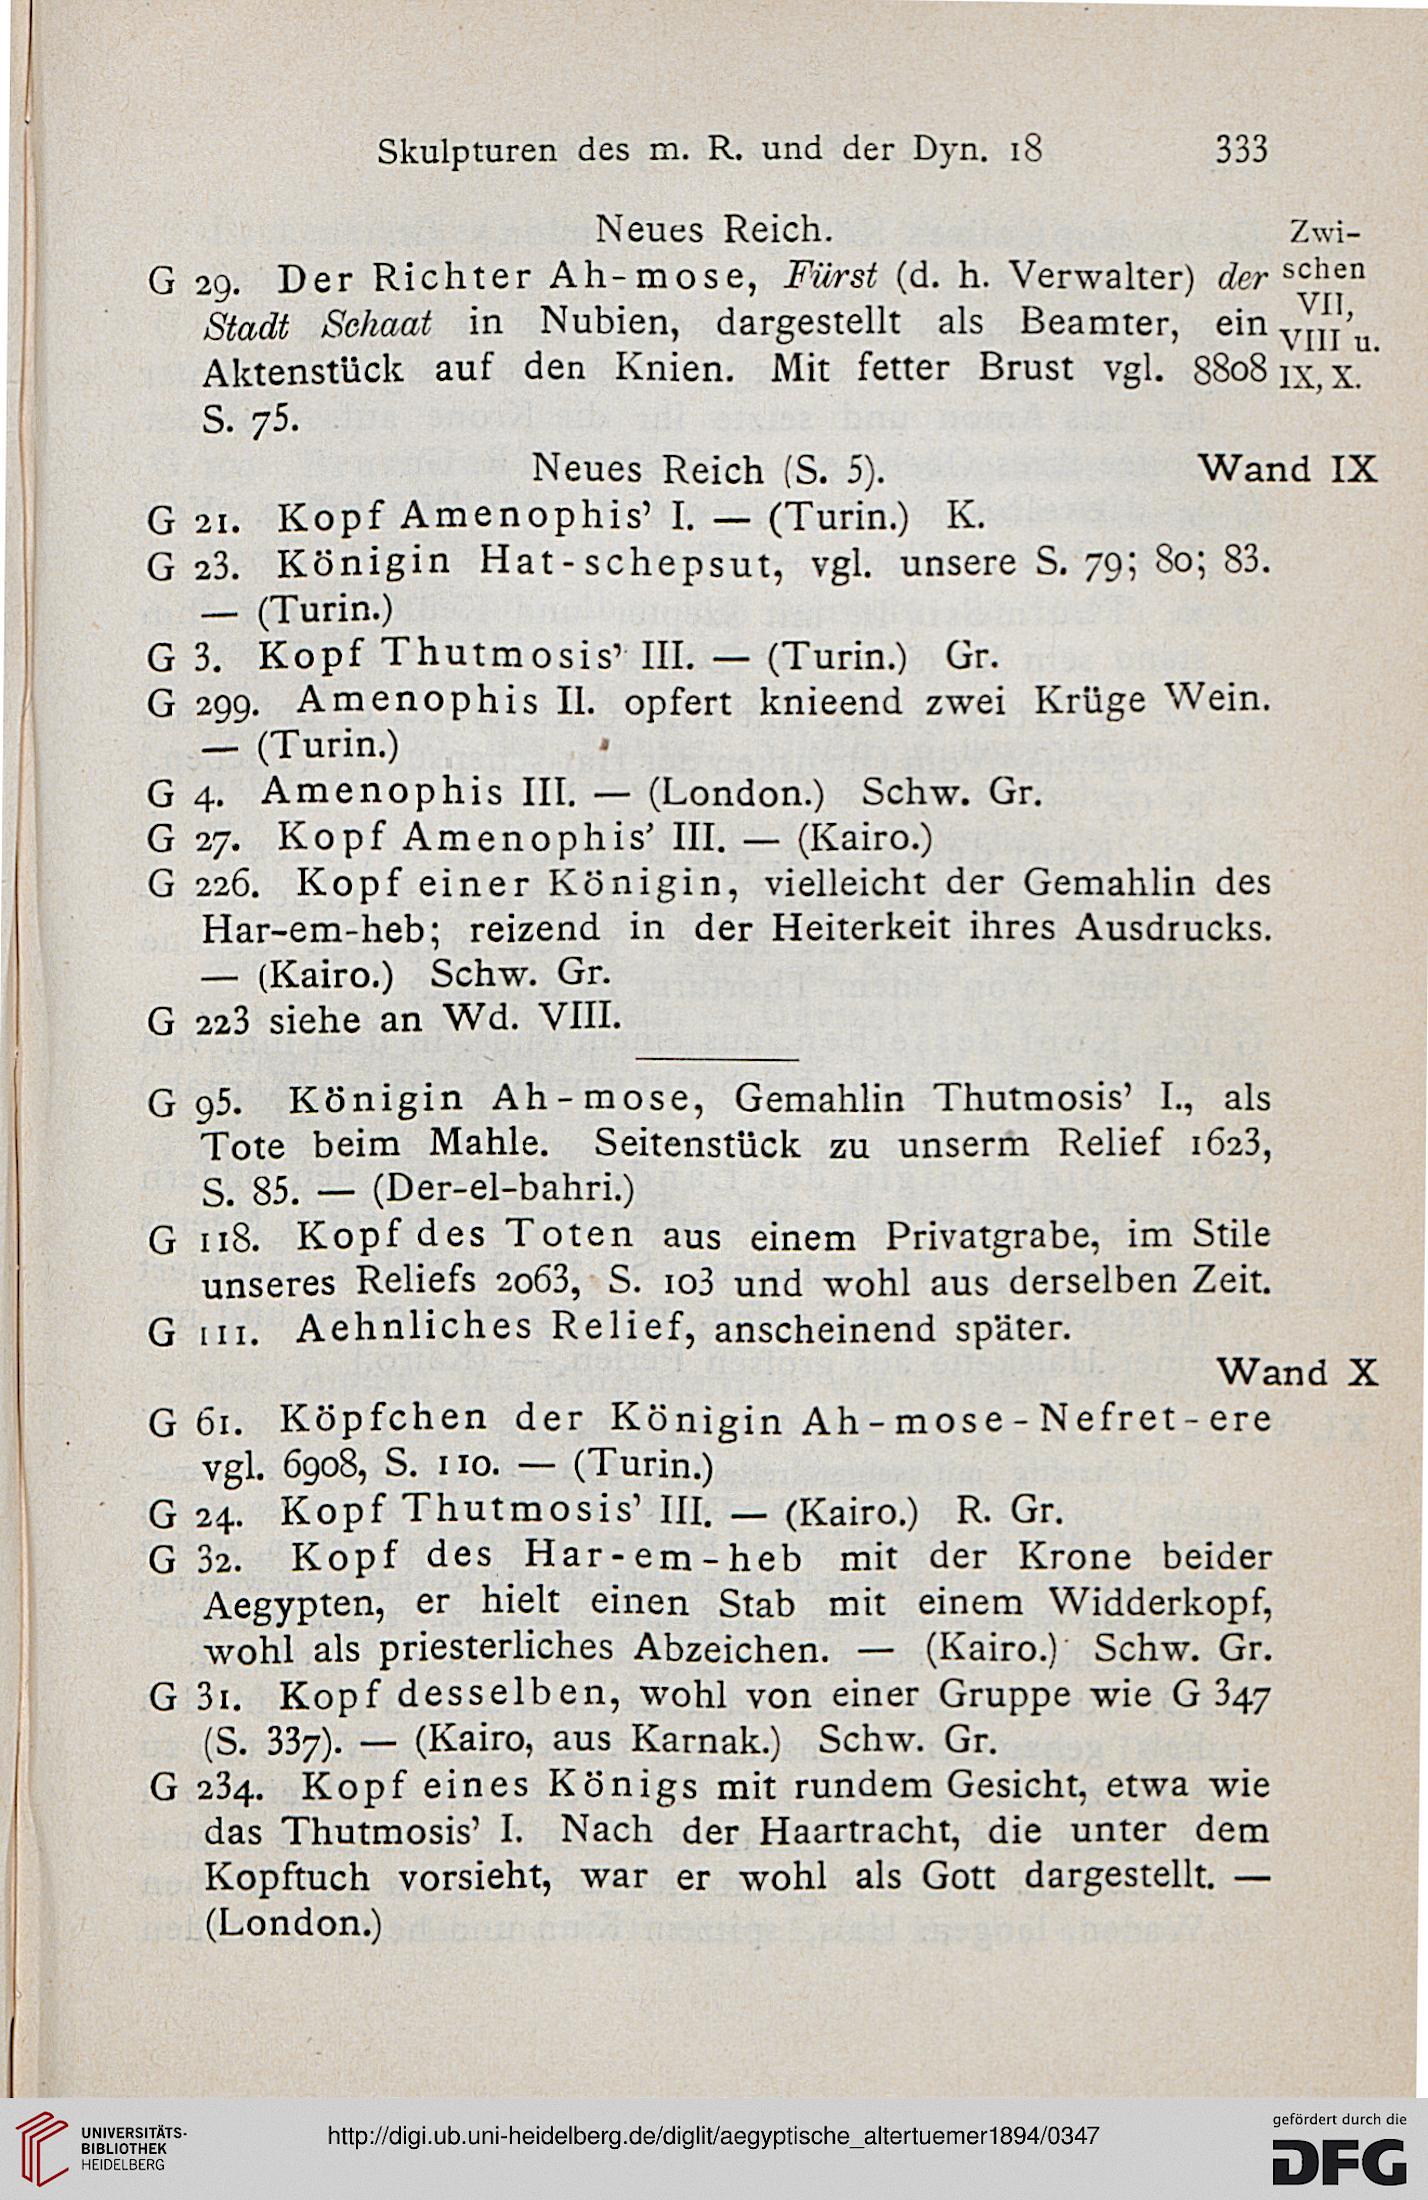 Skulpturen des m. R. und der Dyn. 18 333
Neues Reich.
Zwi-
schen
VII,
VIII u.
IX, X.
G 29. Der Richter Ah-mose, Fürst (d. h. Verwalter) der
Stadt Schaat in Nubien, dargestellt als Beamter, ein
Aktenstück auf den Knien. Mit fetter Brust vgl. 8808
S. 75.
Neues Reich (S. 5). Wand IX
G 21. Kopf Amenophis’ I. — (Turin.) K.
G 23. Königin Hat-schepsut, vgl. unsere S. 79; 80; 83.
— (Turin.)
G 3. Kopf Thutmosis’ III. — (Turin.) Gr.
G 299. Amenophis II. opfert knieend zwei Krüge Wein.
— (Turin.)
G 4. Amenophis III. — (London.) Schw. Gr.
G 27. Kopf Amenophis’ III. — (Kairo.)
G 226. Kopf einer Königin, vielleicht der Gemahlin des
Har-em-heb; reizend in der Heiterkeit ihres Ausdrucks.
— (Kairo.) Schw. Gr.
G 223 siehe an Wd. VIII.
G 95. Königin Ah-mose, Gemahlin Thutmosis’ I., als
Tote beim Mahle. Seitenstück zu unserm Relief 1623,
S. 85. — (Der-el-bahri.)
G 118. Kopf des Toten aus einem Privatgrabe, im Stile
unseres Reliefs 2063, S. 103 und wohl aus derselben Zeit.
G 111. Aehnliches Relief, anscheinend später.
Wand X
G 61. Köpfchen der Königin Ah-mose-Nefret-ere
vgl. 6908, S. 110. — (Turin.)
G 24. Kopf Thutmosis’ III. — (Kairo.) R. Gr.
G 32. Kopf des Har-em-heb mit der Krone beider
Aegypten, er hielt einen Stab mit einem Widderkopf,
wohl als priesterliches Abzeichen. — (Kairo.) Schw. Gr.
G 31. Kopf desselben, wohl von einer Gruppe wie G 347
(S. 337). — (Kairo, aus Karnak.) Schw. Gr.
G 234. Kopf eines Königs mit rundem Gesicht, etwa wie
das Thutmosis’ I. Nach der Haartracht, die unter dem
Kopftuch vorsieht, war er wohl als Gott dargestellt. —
(London.)
UNIVERSITÄTS-
BIBLIOTHEK
HEIDELBERG
http://digi.ub.uni-heidelberg.de/diglit/aegyptische_altertuemer1894/0347
gefördert durch die
DFG